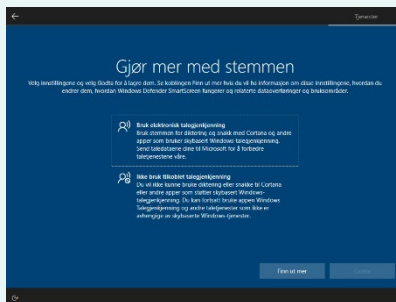 Tjenester
Gjør mer med stemmen
Velg innstillingene og velg Godta for å lagre dem. Se koblingen Finn ut mer hvis du vil ha informasjon om disse innstillingene, hvordan du
endrer dem, hvordan Windows Defender SmartScreen fungerer og relaterte dataoverføringer og bruksområder.
Bruk elektronisk talegjenkjenning
Bruk stemmen for diktering og snakk med Cortana og andre
apper som bruker skybasert Windows-talegjenkjenning.
Send taledataene dine til Microsoft for å forbedre
taletjenestene våre.
Ikke bruk tilkoblet talegjenkjenning
Du vil ikke kunne bruke diktering eller snakke til Cortana
eller andre apper som støtter skybasert Windows-
talegjenkjenning. Du kan fortsatt bruke appen Windows
Talegjenkjenning og andre taletjenester som ikke er
avhengige av skybaserte Windows-tjenester.
Finn ut mer
Godta